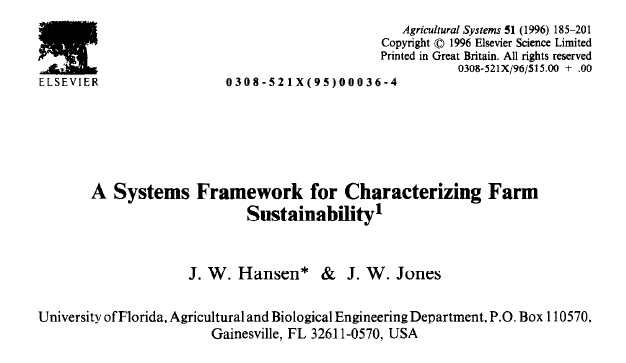 Agricultural Systems 51 (1996) 185–201
Copyright © 1996 Elsevier Science Limited
Printed in Great Britain. All rights reserved
0308-521X/96/$15.00 + .00
ELSEVIER
0308-521X(95)00036-4
A Systems Framework for Characterizing Farm
Sustainability¹
J. W. Hansen* & J. W. Jones
University of Florida, Agricultural and Biological Engineering Department, P.O. Box 110570,
Gainesville, FL 32611-0570, USA